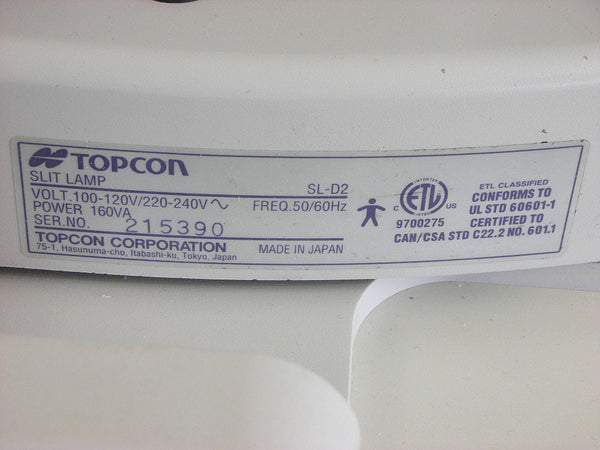 TOPCON
SLIT LAMP SL-D2
VOLT.100-120V/220-240V~ FREQ.50/60Hz
POWER 160VA
SER.NO. 215390
TOPCON CORPORATION MADE IN JAPAN
75-1, Hasunuma-cho, Itabashi-ku, Tokyo, Japan
ETL
C US
9700275
ETL CLASSIFIED
CONFORMS TO
UL STD 60601-1
CERTIFIED TO
CAN/CSA STD C22.2 NO. 601.1